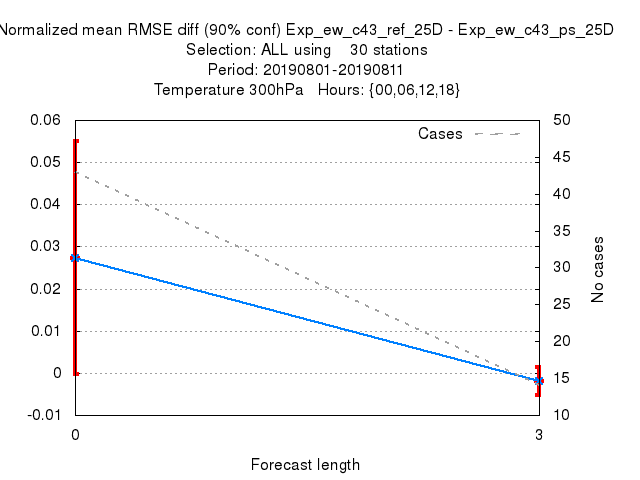 Normalized mean RMSE diff (90% conf) Exp_ew_c43_ref_25D - Exp_ew_c43_ps_25D
Selection: ALL using    30 stations
Period: 20190801-20190811
Temperature 300hPa   Hours: {00,06,12,18}
Cases
0.06
0.05
0.04
0.03
0.02
0.01
0
-0.01
50
45
40
35
30
25
20
15
10
No cases
0
3
Forecast length